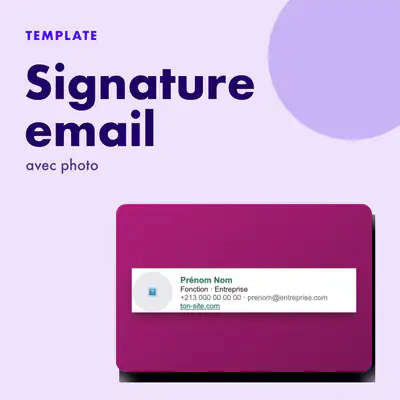 TEMPLATE
Signature
email
avec photo
Prénom Nom
Fonction · Entreprise
+213 000 00 00 00 · prenom@entreprise.com
ton-site.com